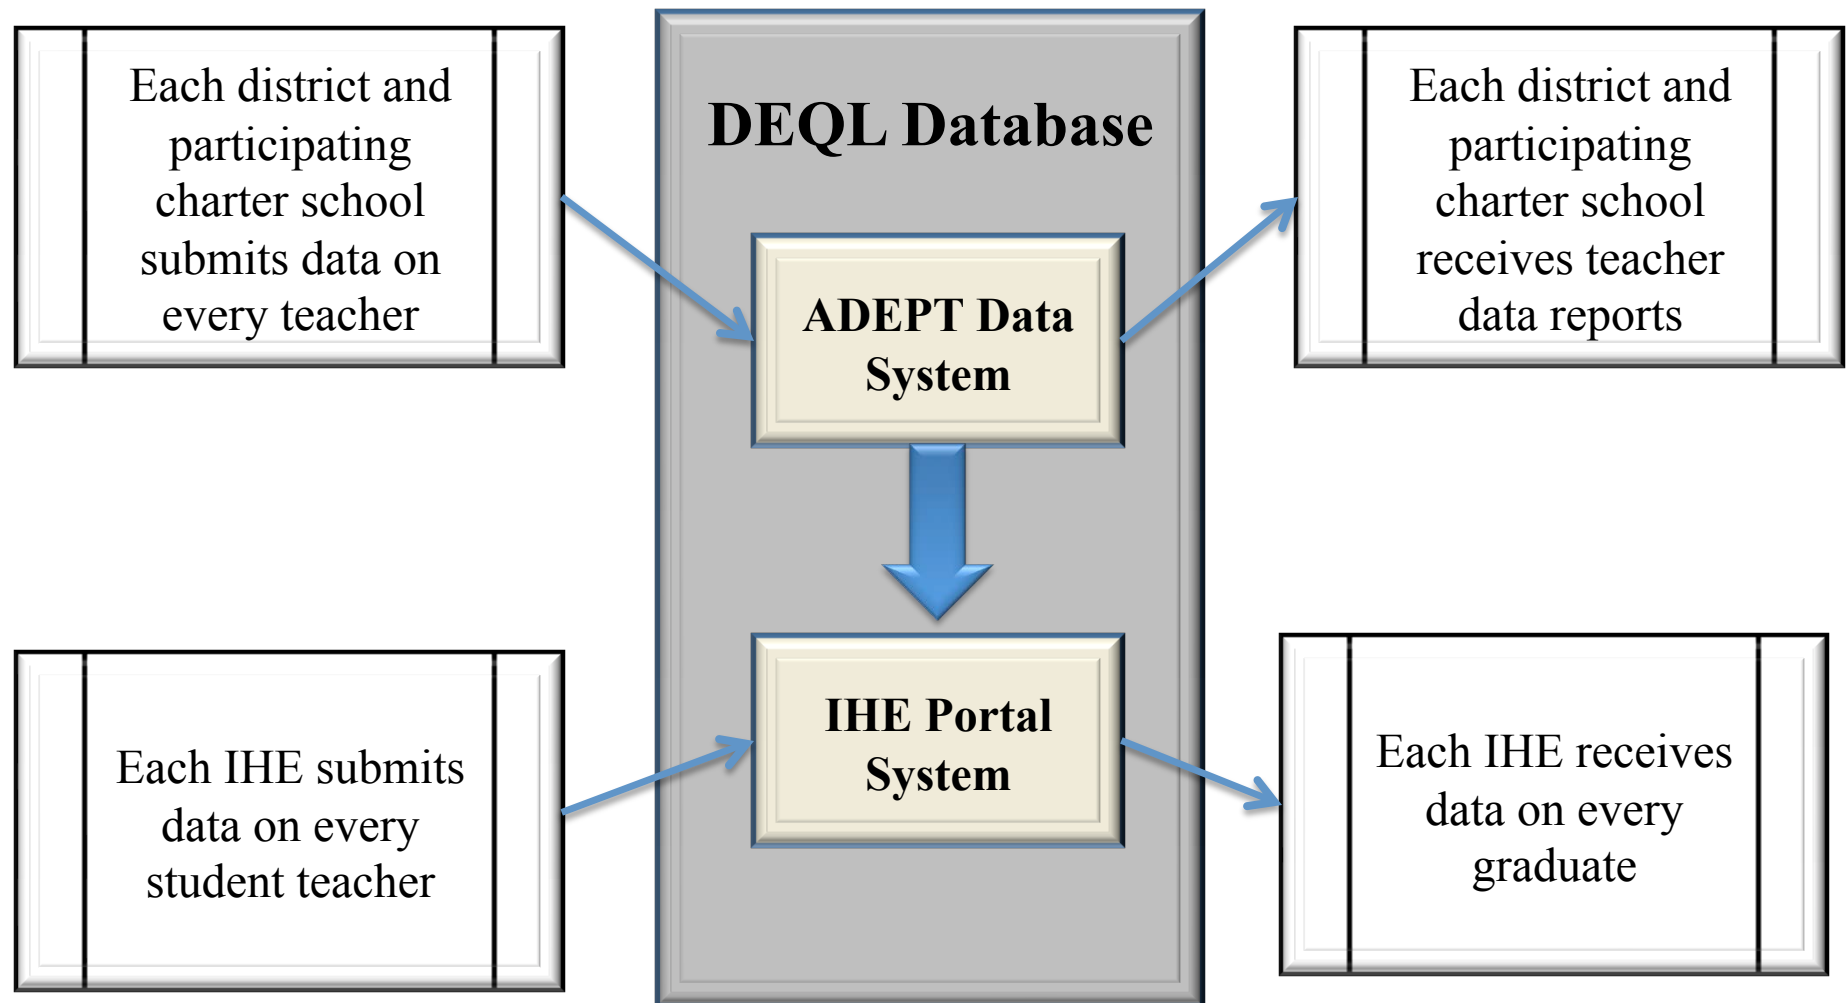 Each district and
participating
charter school
submits data on
every teacher
DEQL Database
ADEPT Data
System
Each district and
participating
charter school
receives teacher
data reports
Each IHE submits
data on every
student teacher
IHE Portal
System
Each IHE receives
data on every
graduate